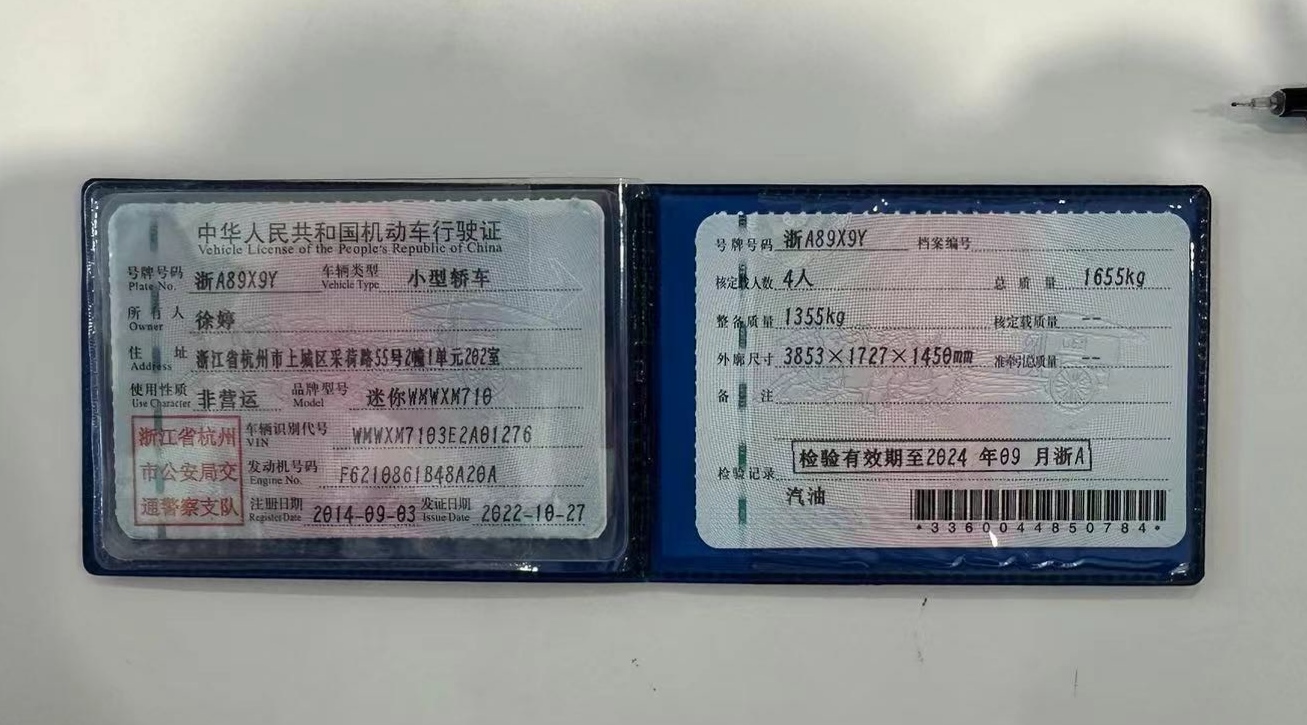 中华人民共和国机动车行驶证
Vehicle License of the People's Republic of China
号牌号码 浙A89X9Y 车辆类型 小型轿车
Plate No. Vehicle Type
所有人 徐婷
Owner
住址 浙江省杭州市上城区采荷路55号2幢1单元202室
Address
使用性质 非营运 品牌型号 迷你WMWXM710
Use Character Model
浙江省杭州
市公安局交
通警察支队
车辆识别代号 WMWXM7103E2A01276
VIN
发动机号码 F6210861B48A20A
Engine No.
注册日期 2014-09-03 发证日期 2022-10-27
Register Date Issue Date
号牌号码 浙A89X9Y 档案编号
核定载人数 4人 总质量 1655kg
整备质量 1355kg 核定载质量 --
外廓尺寸 3853×1727×1450mm 准牵引总质量 --
备注
检验记录 检验有效期至2024年09月浙A
汽油
*3360044850784*